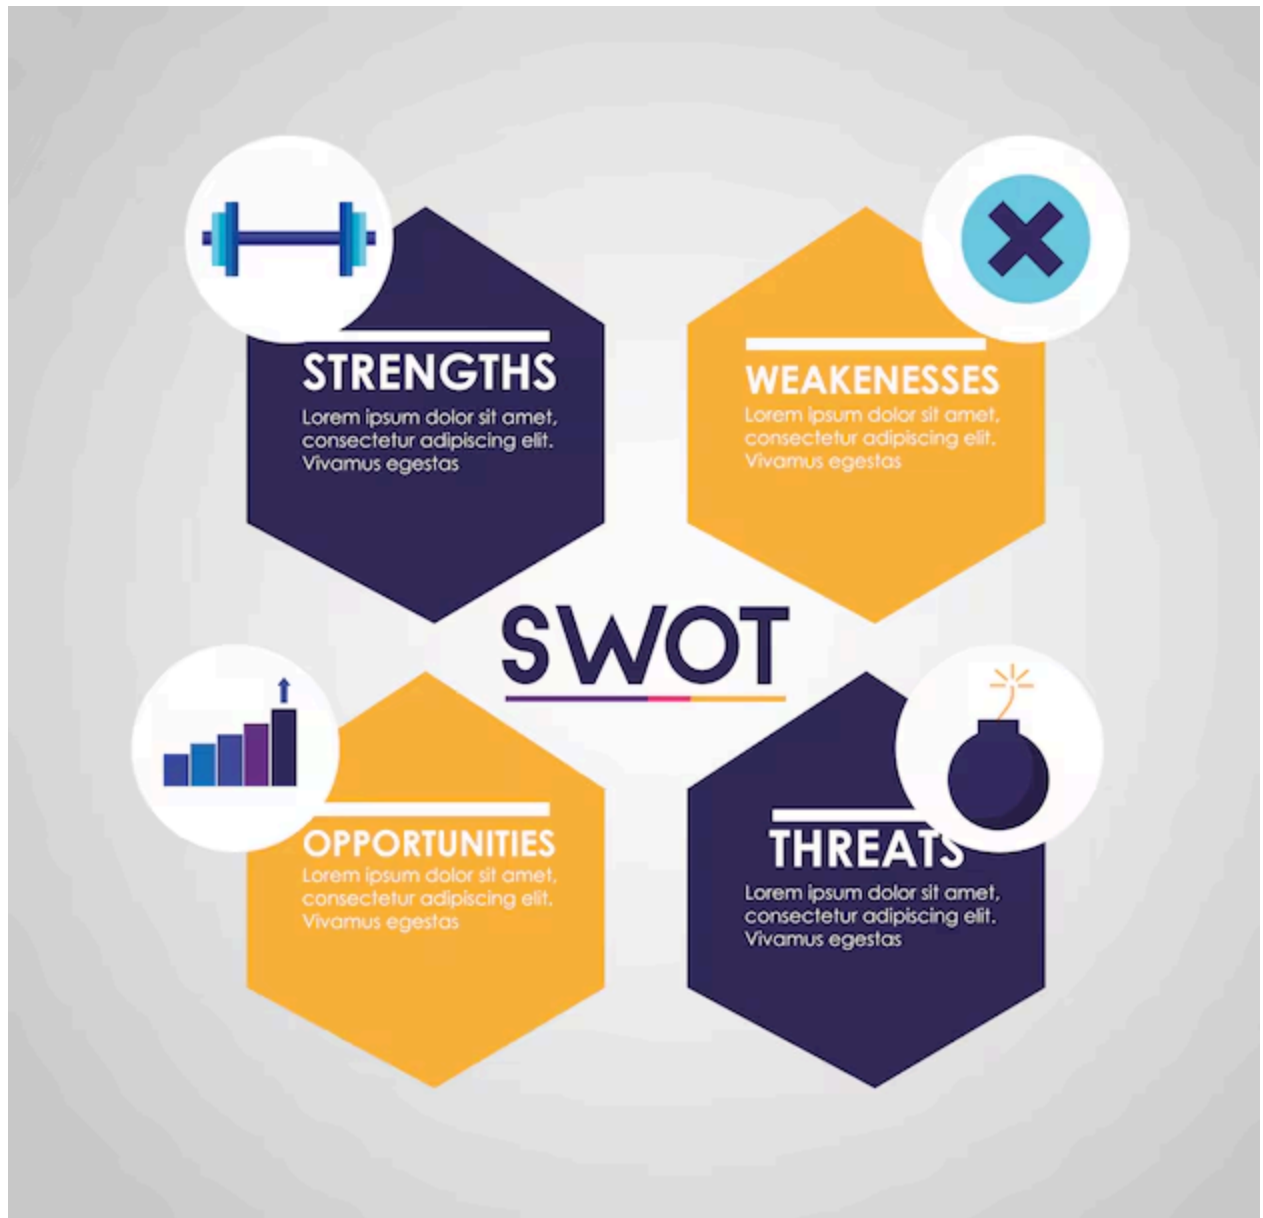 STRENGTHS
Lorem ipsum dolor sit amet,
consectetur adipiscing elit.
Vivamus egestas
WEAKENESSES
Lorem ipsum dolor sit amet,
consectetur adipiscing elit.
Vivamus egestas
SWOT
OPPORTUNITIES
Lorem ipsum dolor sit amet,
consectetur adipiscing elit.
Vivamus egestas
THREATS
Lorem ipsum dolor sit amet,
consectetur adipiscing elit.
Vivamus egestas